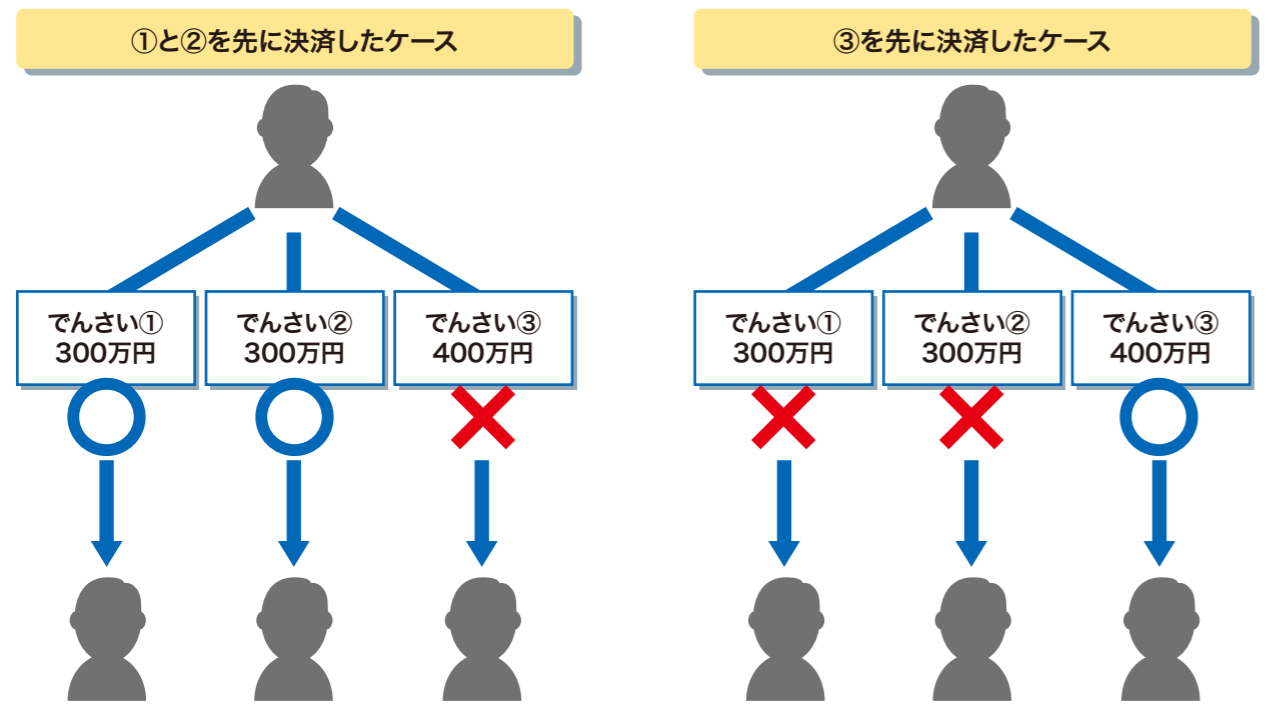 ①と②を先に決済したケース
でんさい①
300万円
でんさい②
300万円
でんさい③
400万円
③を先に決済したケース
でんさい①
300万円
でんさい②
300万円
でんさい③
400万円